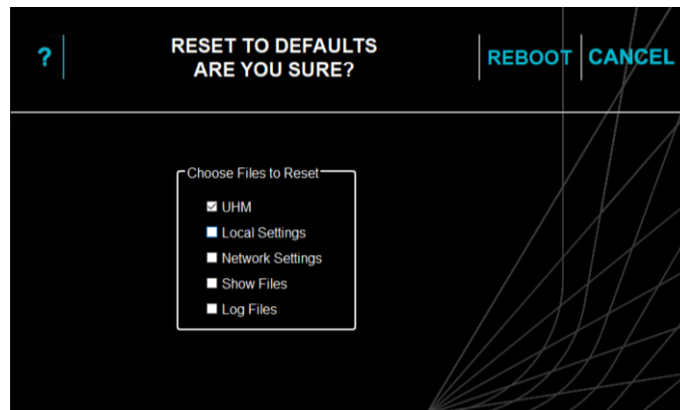 ?
RESET TO DEFAULTS
ARE YOU SURE?
REBOOT
CANCEL
Choose Files to Reset
UHM
Local Settings
Network Settings
Show Files
Log Files